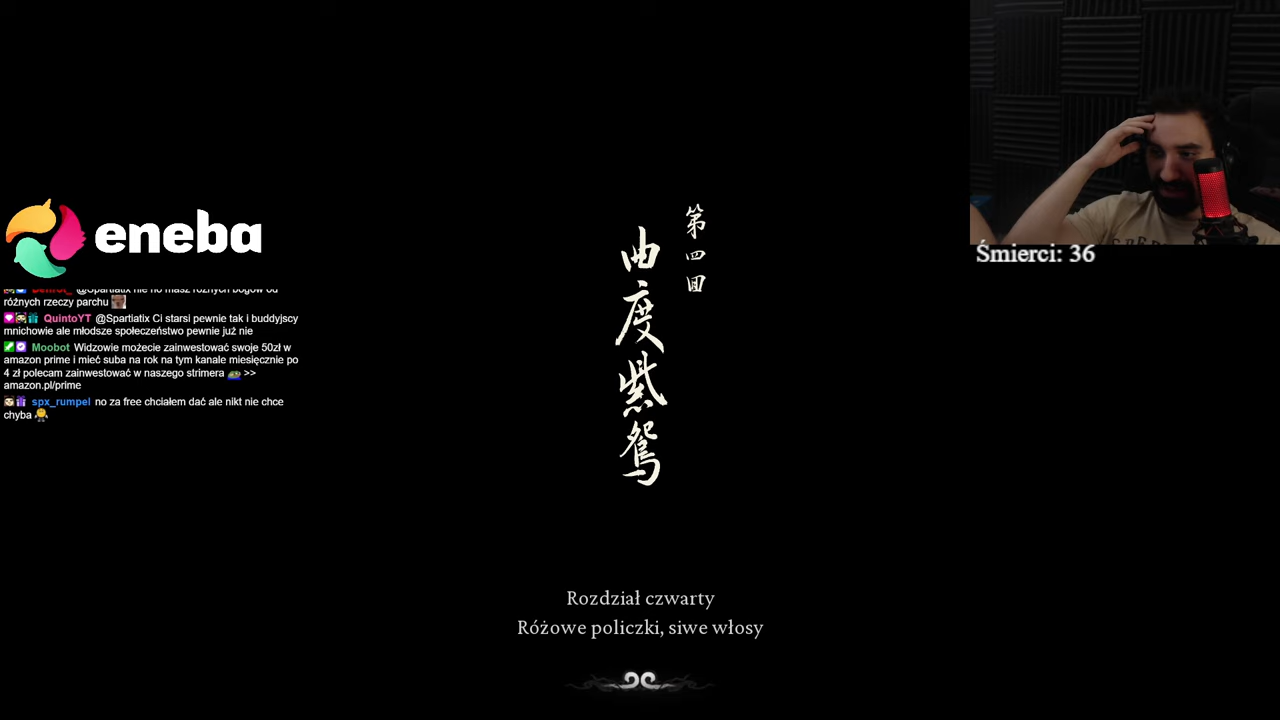 eneba
Denroi_ @Spartiatix nie no masz różnych bogów od
różnych rzeczy parchu
QuintoYT @Spartiatix Ci starsi pewnie tak i buddyjscy
mnichowie ale młodsze społeczeństwo pewnie już nie
Moobot Widzowie możecie zainwestować swoje 50zł w
amazon prime i mieć suba na rok na tym kanale miesięcznie po
4 zł polecam zainwestować w naszego strimera >>
amazon.pl/prime
spx_rumpel no za free chciałem dać ale nikt nie chce
chyba
第四回
曲度紫鸳
Rozdział czwarty
Różowe policzki, siwe włosy
Śmierci: 36